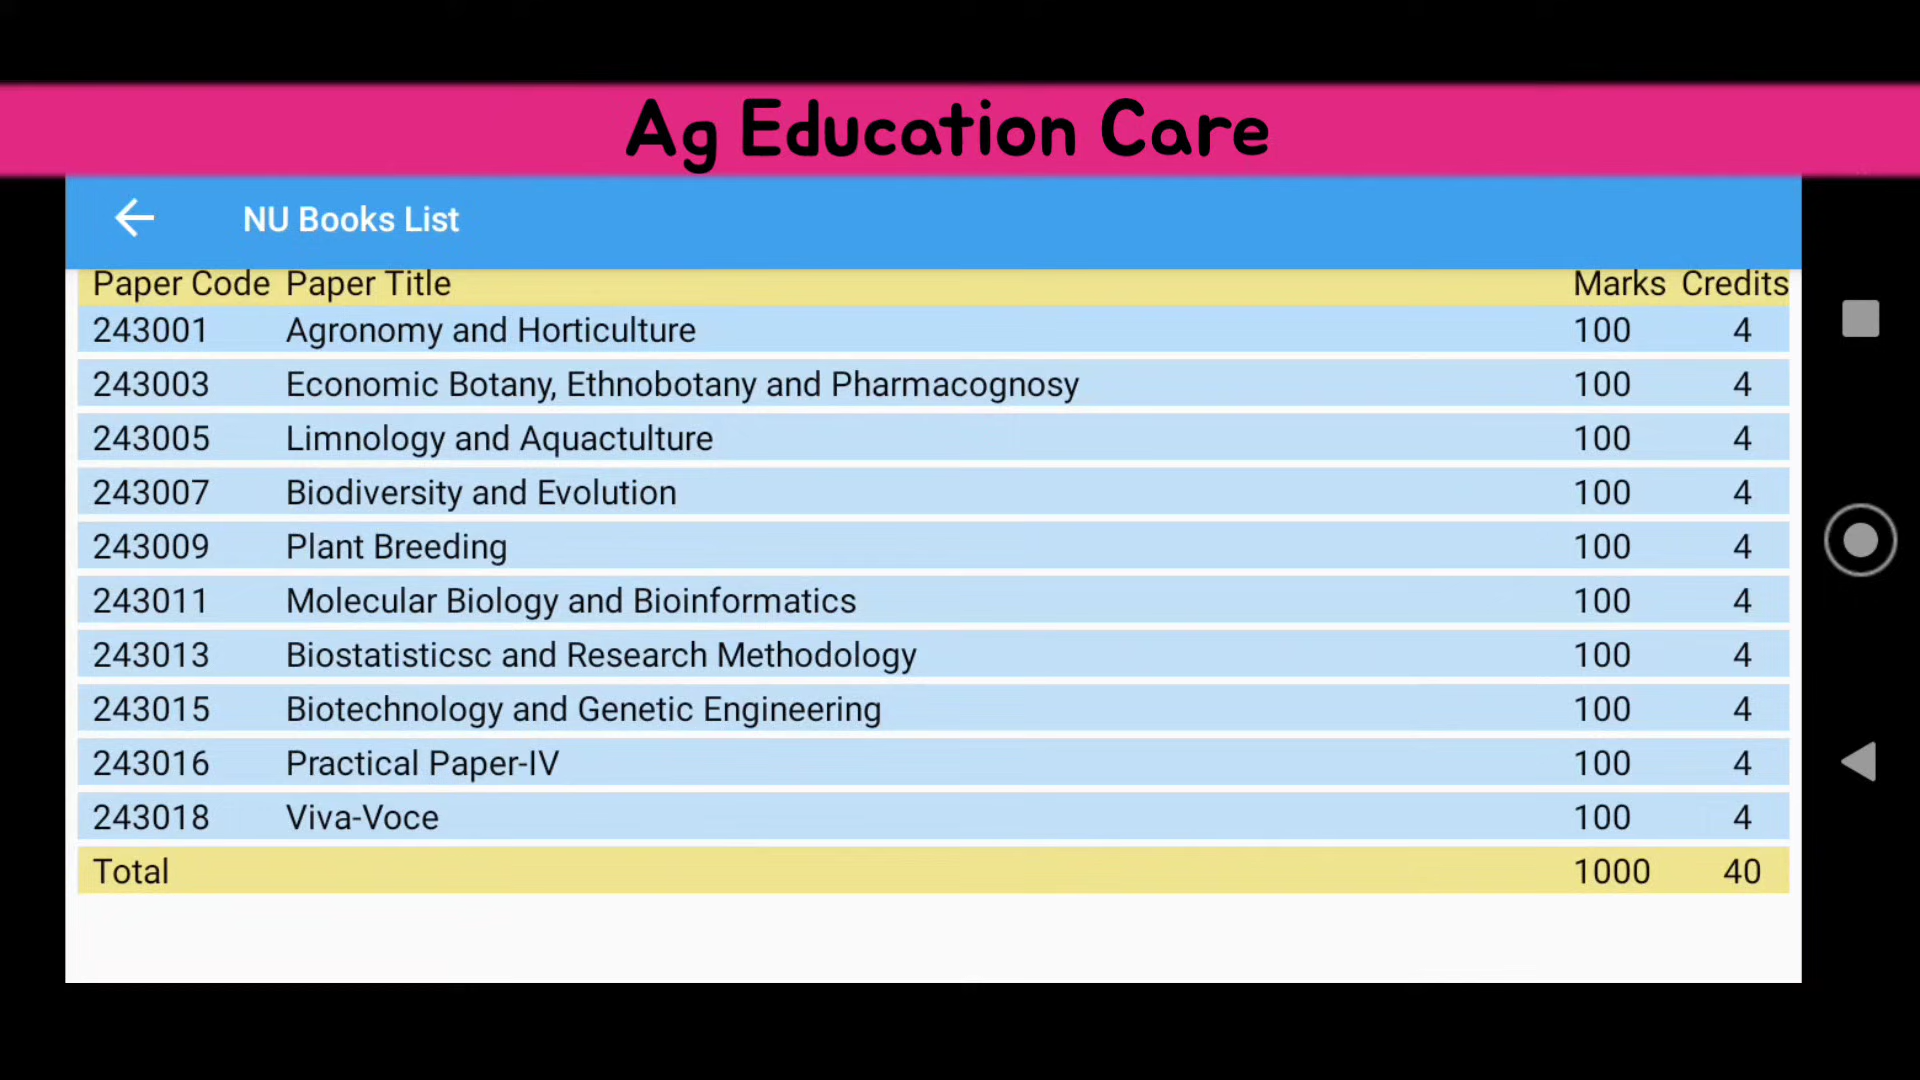 Ag Education Care
NU Books List
Paper Code Paper Title Marks Credits
243001 Agronomy and Horticulture 100 4
243003 Economic Botany, Ethnobotany and Pharmacognosy 100 4
243005 Limnology and Aquactulture 100 4
243007 Biodiversity and Evolution 100 4
243009 Plant Breeding 100 4
243011 Molecular Biology and Bioinformatics 100 4
243013 Biostatisticsc and Research Methodology 100 4
243015 Biotechnology and Genetic Engineering 100 4
243016 Practical Paper-IV 100 4
243018 Viva-Voce 100 4
Total 1000 40